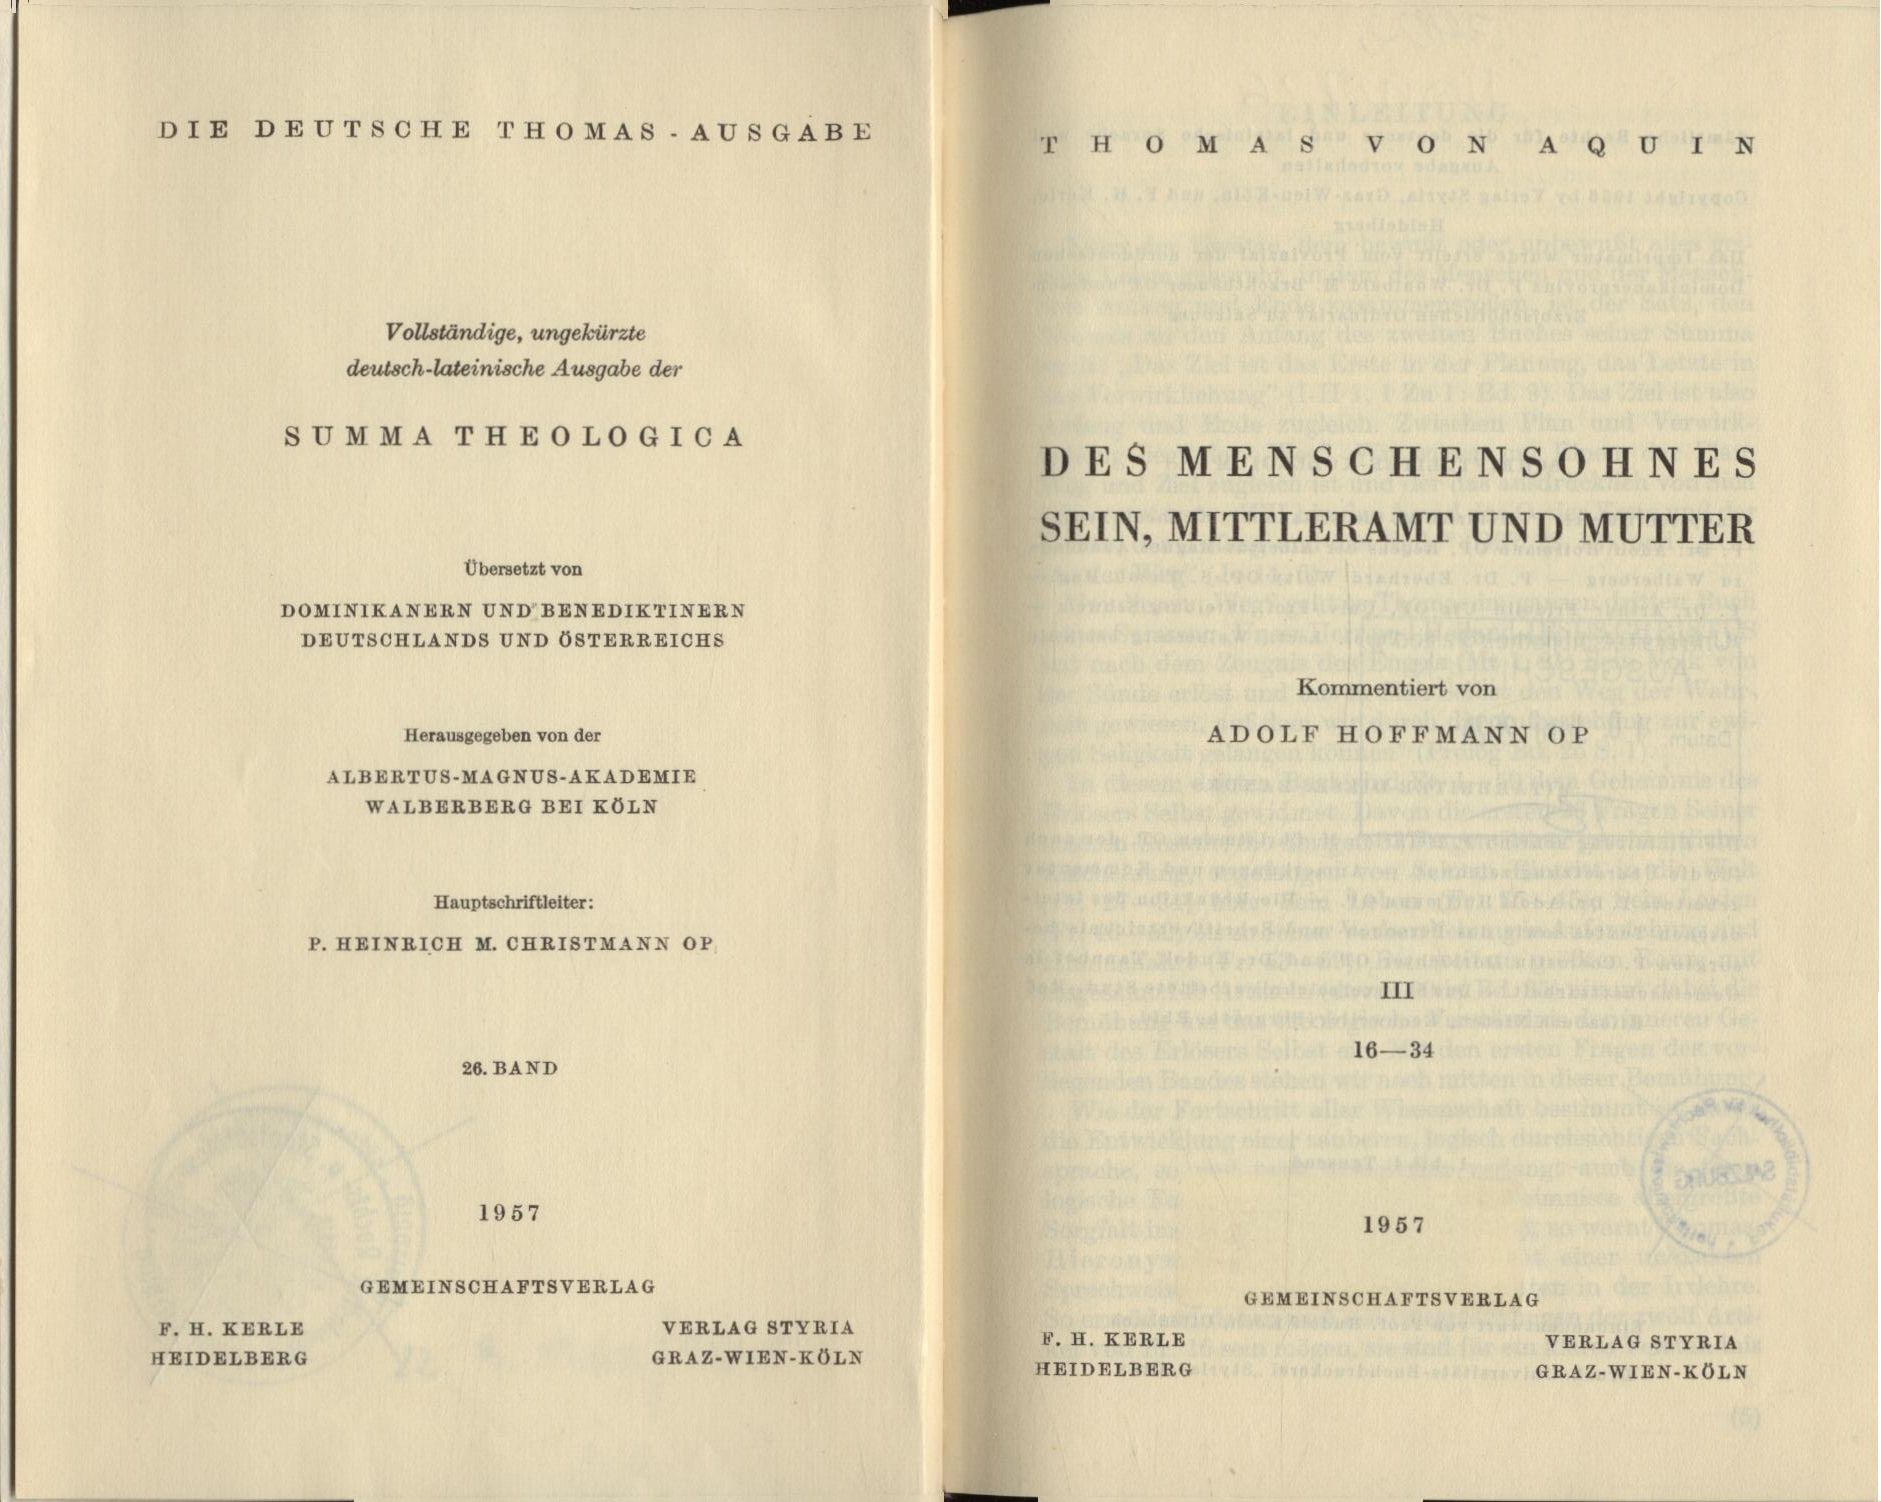 DIE DEUTSCHE THOMAS-AUSGABE
Vollständige, ungekürzte
deutsch-lateinische Ausgabe der
SUMMA THEOLOGICA
Übersetzt von
DOMINIKANERN UND BENEDIKTINERN
DEUTSCHLANDS UND ÖSTERREICHS
Herausgegeben von der
ALBERTUS-MAGNUS-AKADEMIE
WALBERBERG BEI KÖLN
Hauptschriftleiter:
P. HEINRICH M. CHRISTMANN OP
26. BAND
1957
GEMEINSCHAFTSVERLAG
F. H. KERLE
HEIDELBERG
VERLAG STYRIA
GRAZ-WIEN-KÖLN
THOMAS VON AQUIN
DES MENSCHENSOHNES
SEIN, MITTLERAMT UND MUTTER
Kommentiert von
ADOLF HOFFMANN OP
III
16—34
1957
GEMEINSCHAFTSVERLAG
F. H. KERLE
HEIDELBERG
VERLAG STYRIA
GRAZ-WIEN-KÖLN